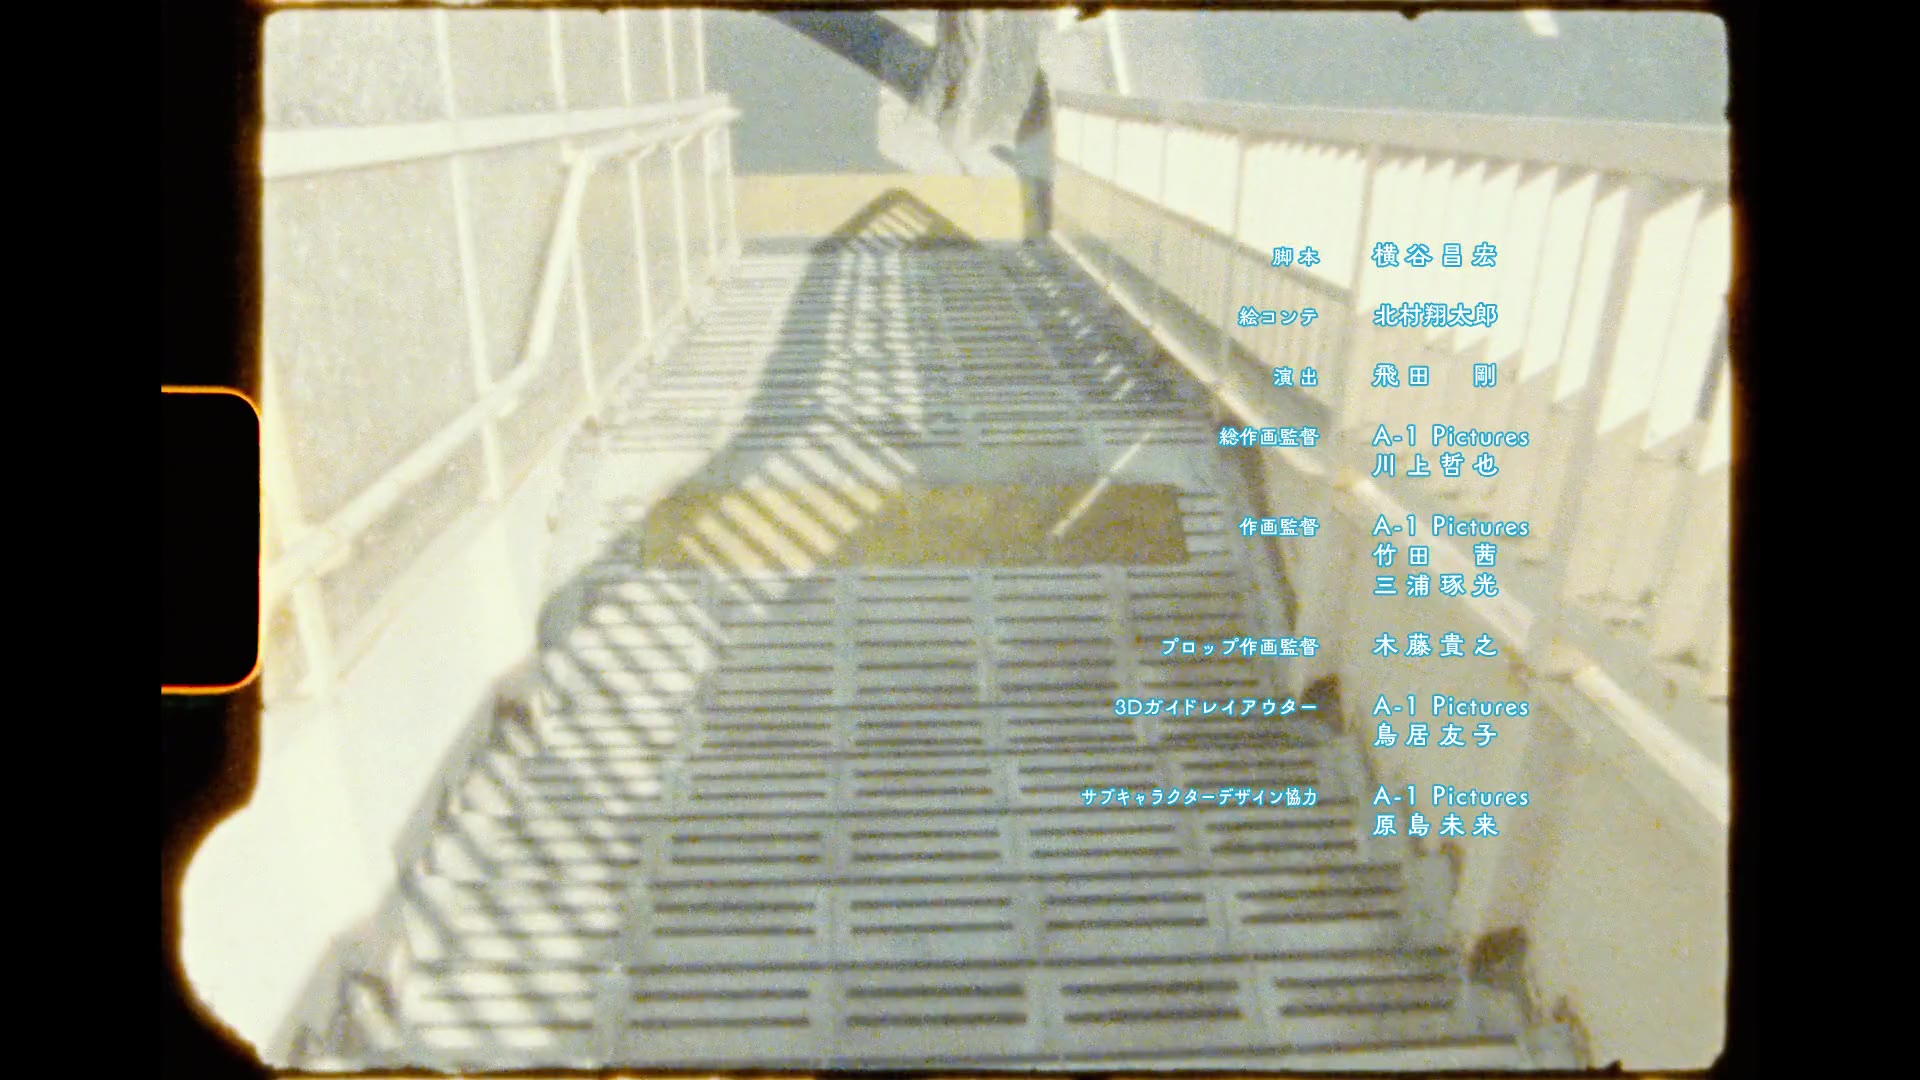 脚本 横谷昌宏
絵コンテ 北村翔太郎
演出 飛田 剛
総作画監督 A-1 Pictures
川上哲也
作画監督 A-1 Pictures
竹田 茜
三浦琢光
プロップ作画監督 木藤貴之
3Dガイドレイアウター A-1 Pictures
鳥居友子
サブキャラクターデザイン協力 A-1 Pictures
原島未来